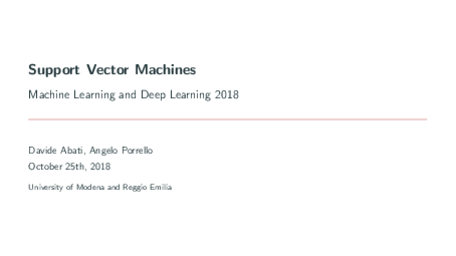 Support Vector Machines
Machine Learning and Deep Learning 2018
Davide Abati, Angelo Porrello
October 25th, 2018
University of Modena and Reggio Emilia